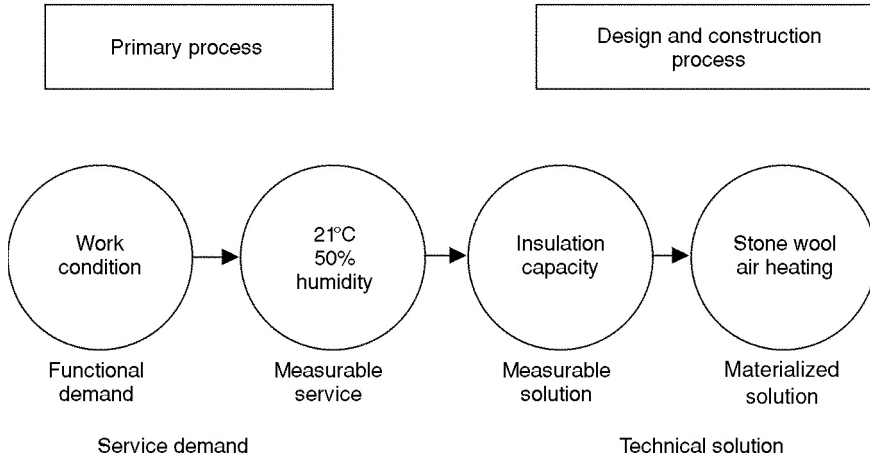 Primary process
Design and construction
process
Work
condition
21°C
50%
humidity
Insulation
capacity
Stone wool
air heating
Functional
demand
Measurable
service
Measurable
solution
Materialized
solution
Service demand
Technical solution